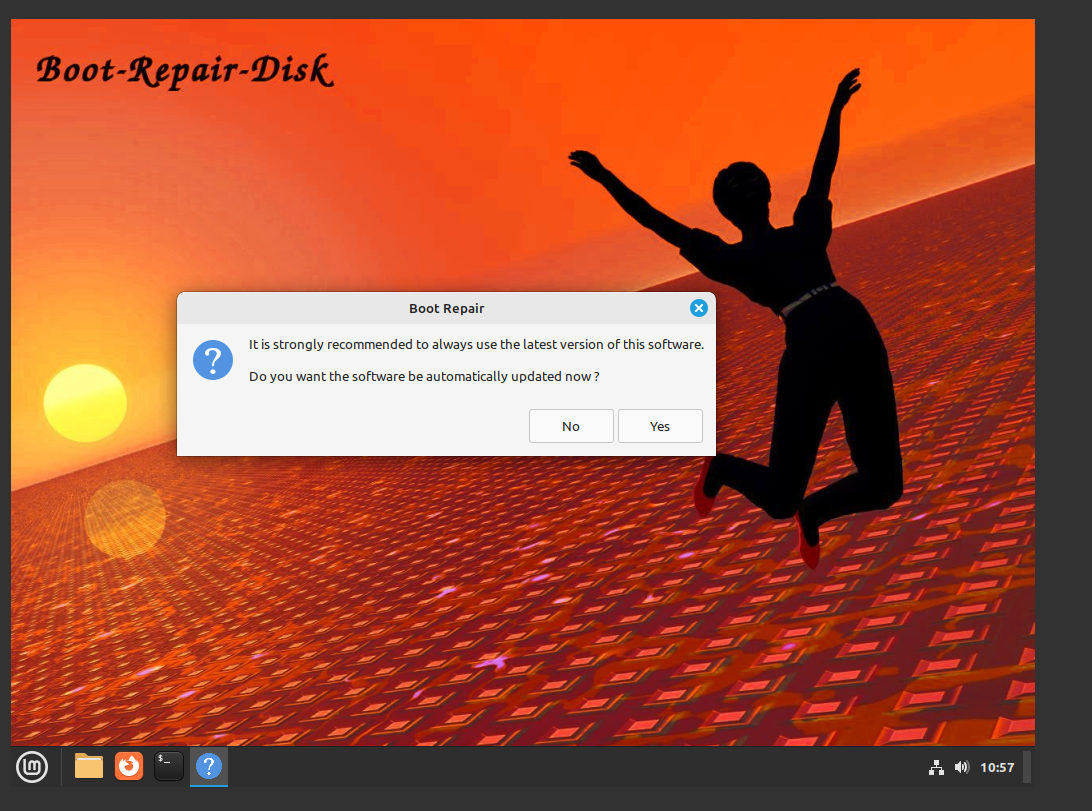 Boot-Repair-Disk
Boot Repair
It is strongly recommended to always use the latest version of this software.
Do you want the software be automatically updated now ?
No
Yes
10:57